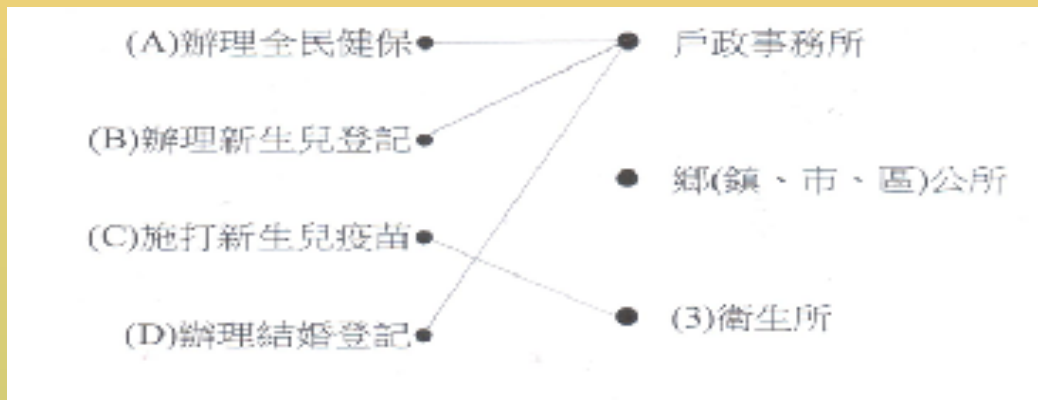 (A)辦理全民健保
戶政事務所
(B)辦理新生兒登記
鄉(鎮、市、區)公所
(C)施打新生兒疫苗
(3)衛生所
(D)辦理結婚登記